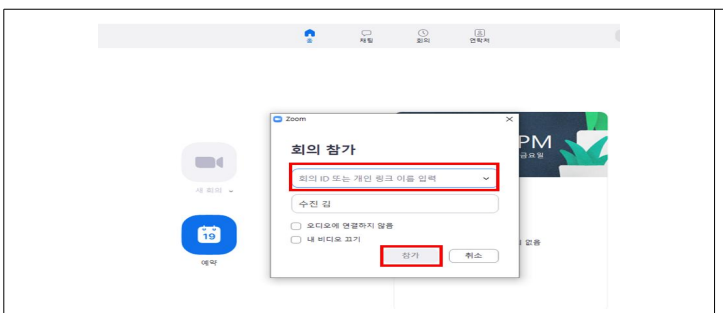 홈 채팅 회의 연락처
Zoom
회의 참가
PM
금요일
회의 ID 또는 개인 링크 이름 입력
새 회의
수진 김
오디오에 연결하지 않음
19
내 비디오 끄기
없음
참가 취소
예약